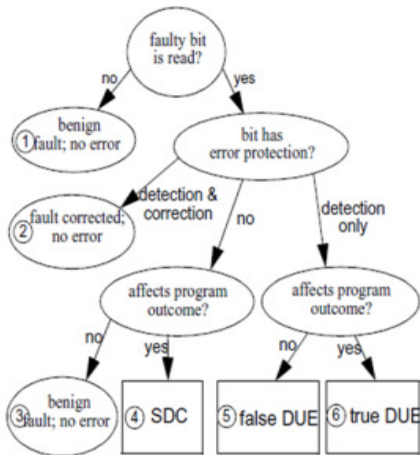 faulty bit
is read?
no
yes
① benign
fault; no error
bit has
error protection?
② fault corrected;
no error
detection &
correction
no
detection
only
affects program
outcome?
affects program
outcome?
no
yes
no
yes
③ benign
fault; no error
④ SDC
⑤ false DUE
⑥ true DUE